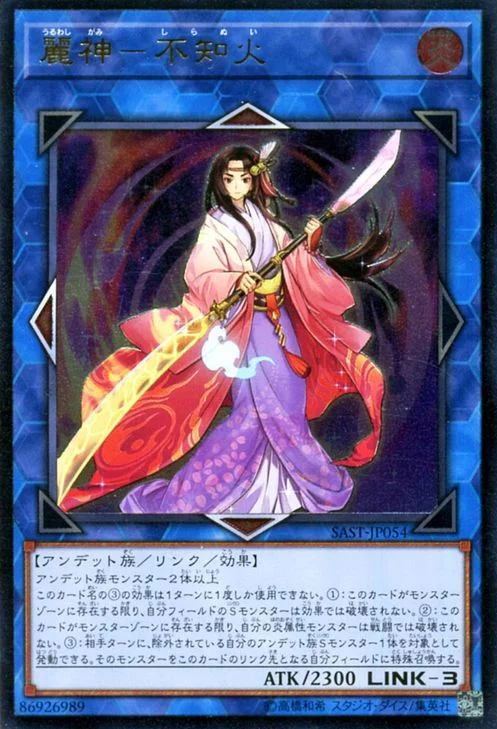 麗神－不知火
炎
SAST-JP054
【アンデット族／リンク／効果】
アンデット族モンスター２体以上
このカード名の③の効果は１ターンに１度しか使用できない。①：このカードがモンスター
ゾーンに存在する限り、自分フィールドのＳモンスターは効果では破壊されない。②：この
カードがモンスターゾーンに存在する限り、自分の炎属性モンスターは戦闘では破壊され
ない。③：相手ターンに、除外されている自分のアンデット族Ｓモンスター１体を対象として
発動できる。そのモンスターをこのカードのリンク先となる自分フィールドに特殊召喚する。
ATK/2300 LINK-3
86926989 ©高橋和希 スタジオ・ダイス/集英社